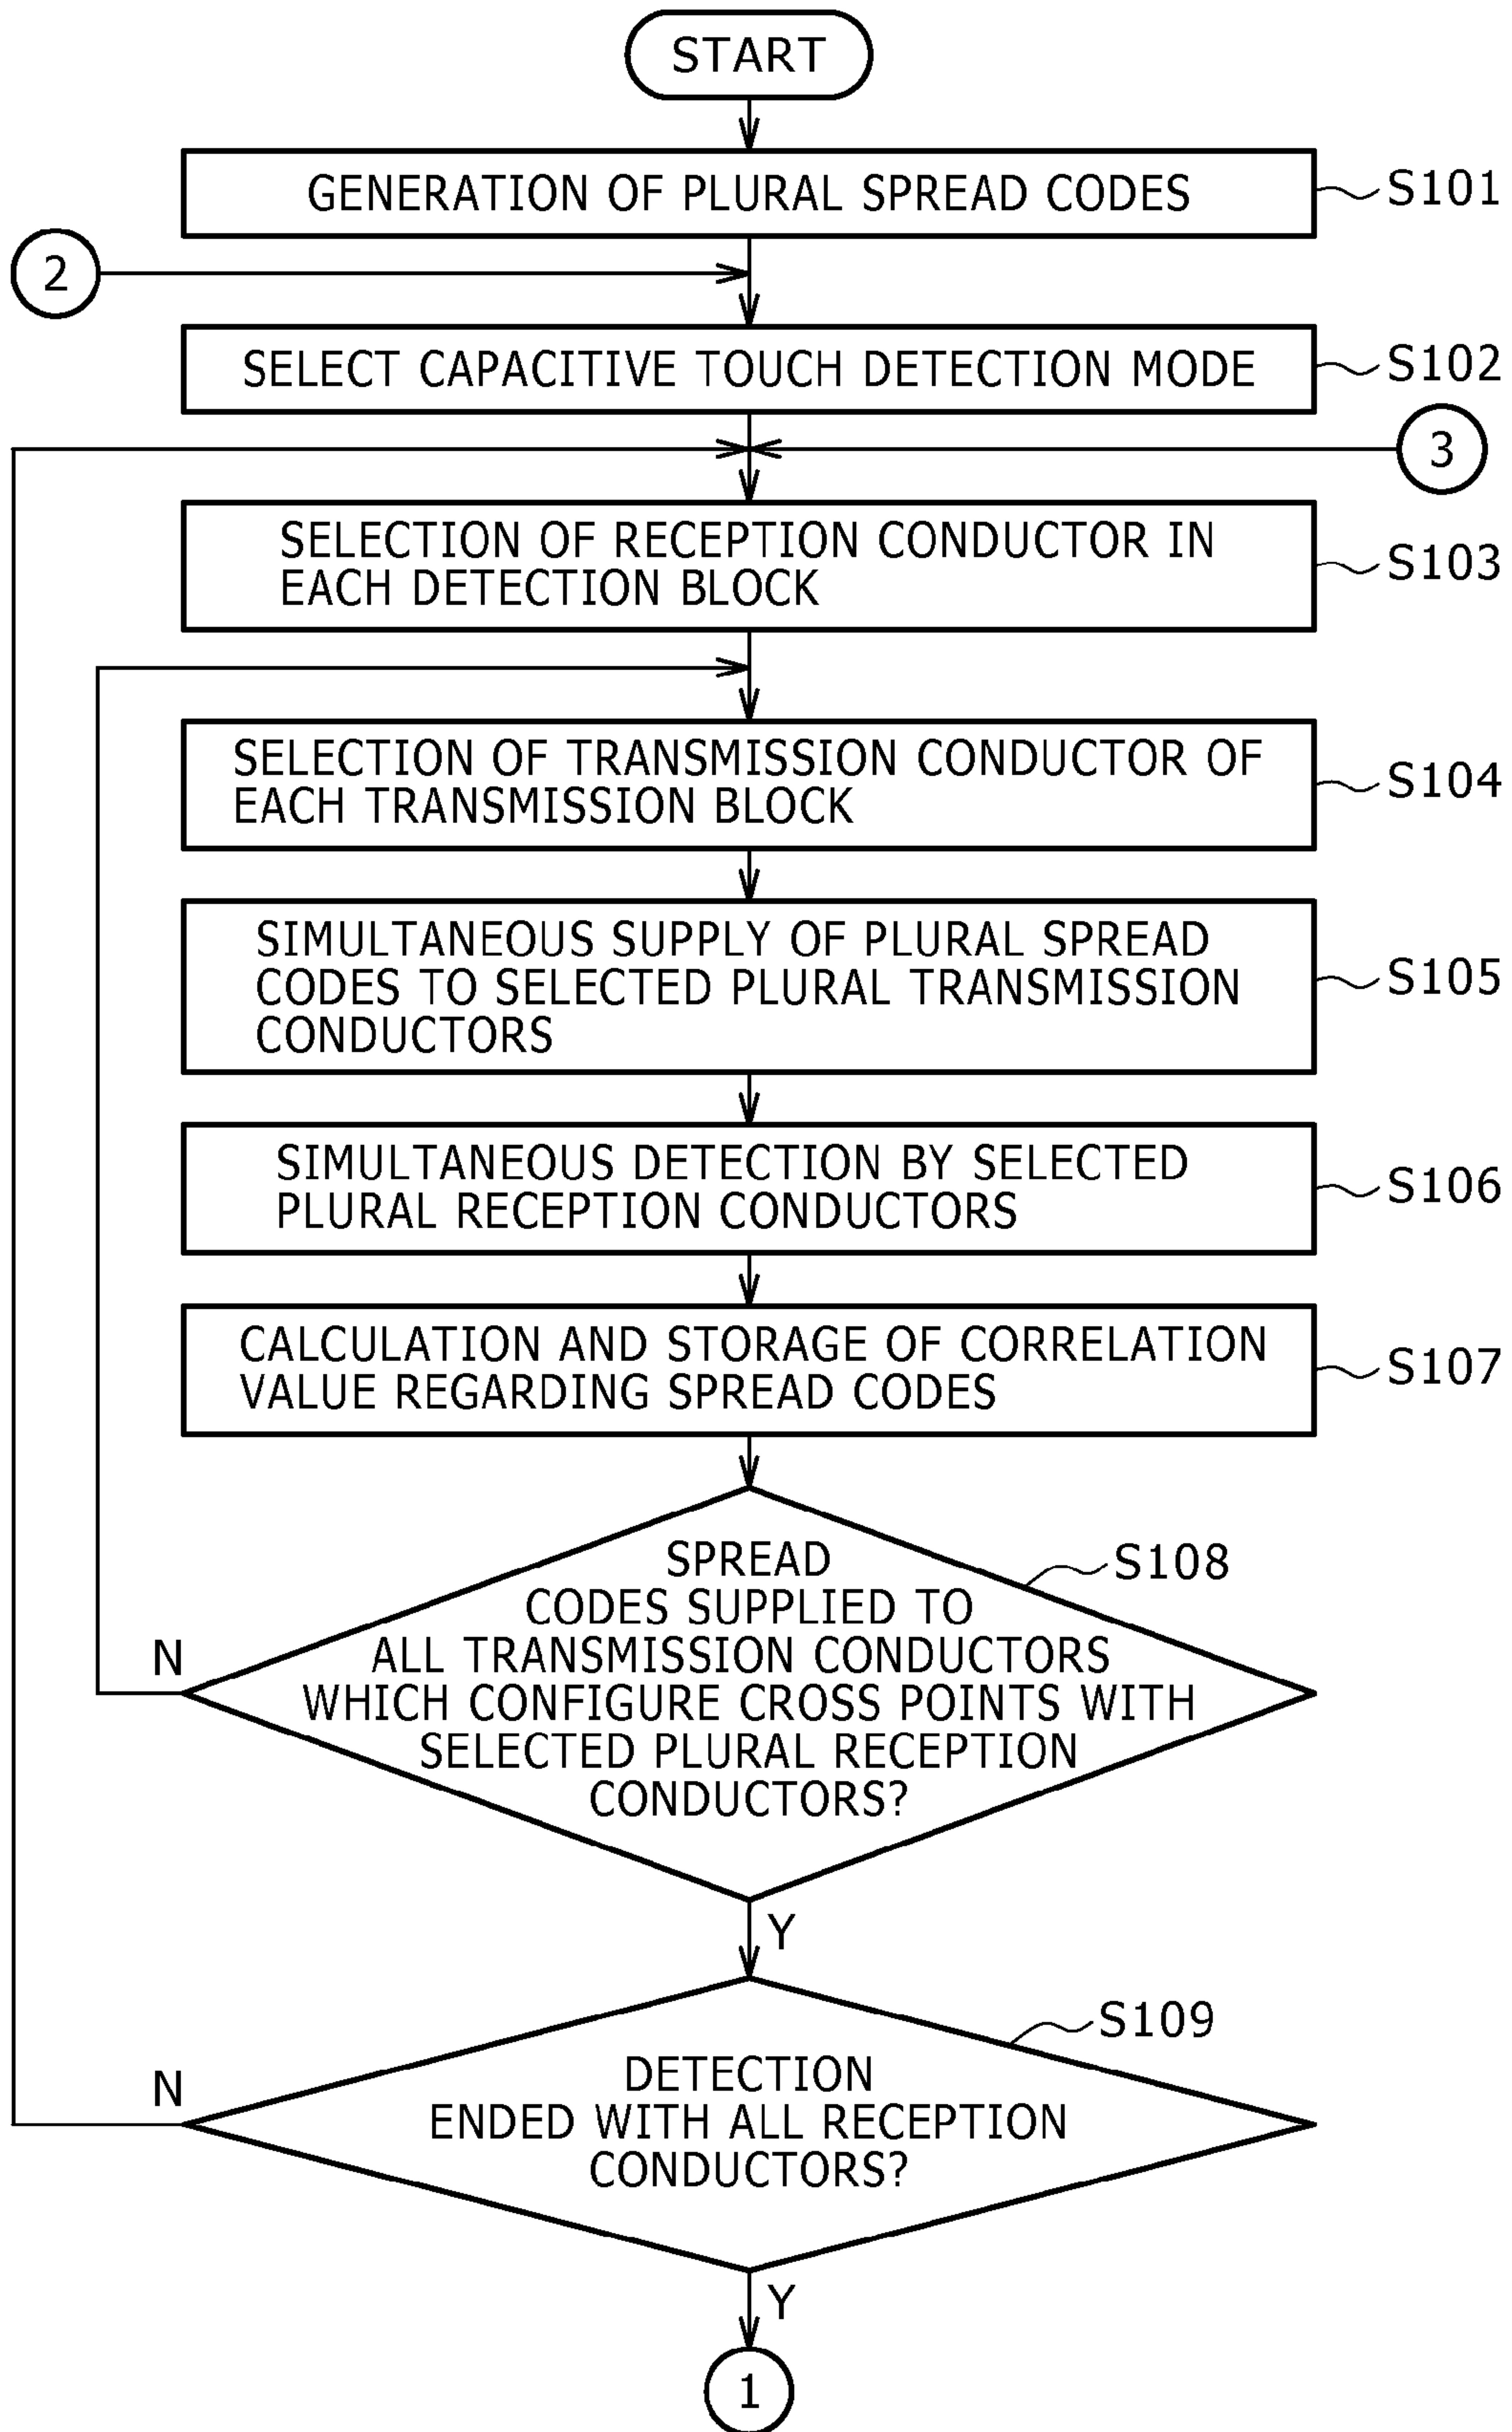 START
GENERATION OF PLURAL SPREAD CODES
S101
2
SELECT CAPACITIVE TOUCH DETECTION MODE
S102
3
SELECTION OF RECEPTION CONDUCTOR IN
EACH DETECTION BLOCK
S103
SELECTION OF TRANSMISSION CONDUCTOR OF
EACH TRANSMISSION BLOCK
S104
SIMULTANEOUS SUPPLY OF PLURAL SPREAD
CODES TO SELECTED PLURAL TRANSMISSION
CONDUCTORS
S105
SIMULTANEOUS DETECTION BY SELECTED
PLURAL RECEPTION CONDUCTORS
S106
CALCULATION AND STORAGE OF CORRELATION
VALUE REGARDING SPREAD CODES
S107
SPREAD
CODES SUPPLIED TO
ALL TRANSMISSION CONDUCTORS
WHICH CONFIGURE CROSS POINTS WITH
SELECTED PLURAL RECEPTION
CONDUCTORS?
S108
N
Y
DETECTION
ENDED WITH ALL RECEPTION
CONDUCTORS?
S109
N
Y
1